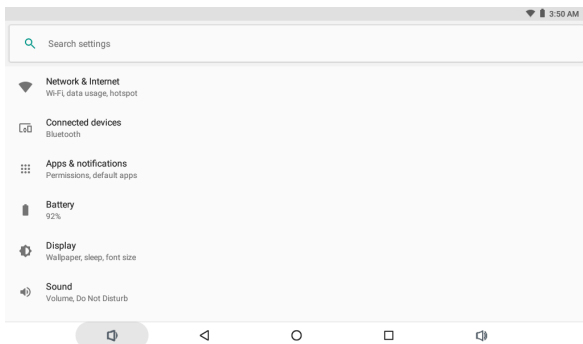 3:50 AM
Search settings
Network & Internet
Wi-Fi, data usage, hotspot
Connected devices
Bluetooth
Apps & notifications
Permissions, default apps
Battery
92%
Display
Wallpaper, sleep, font size
Sound
Volume, Do Not Disturb